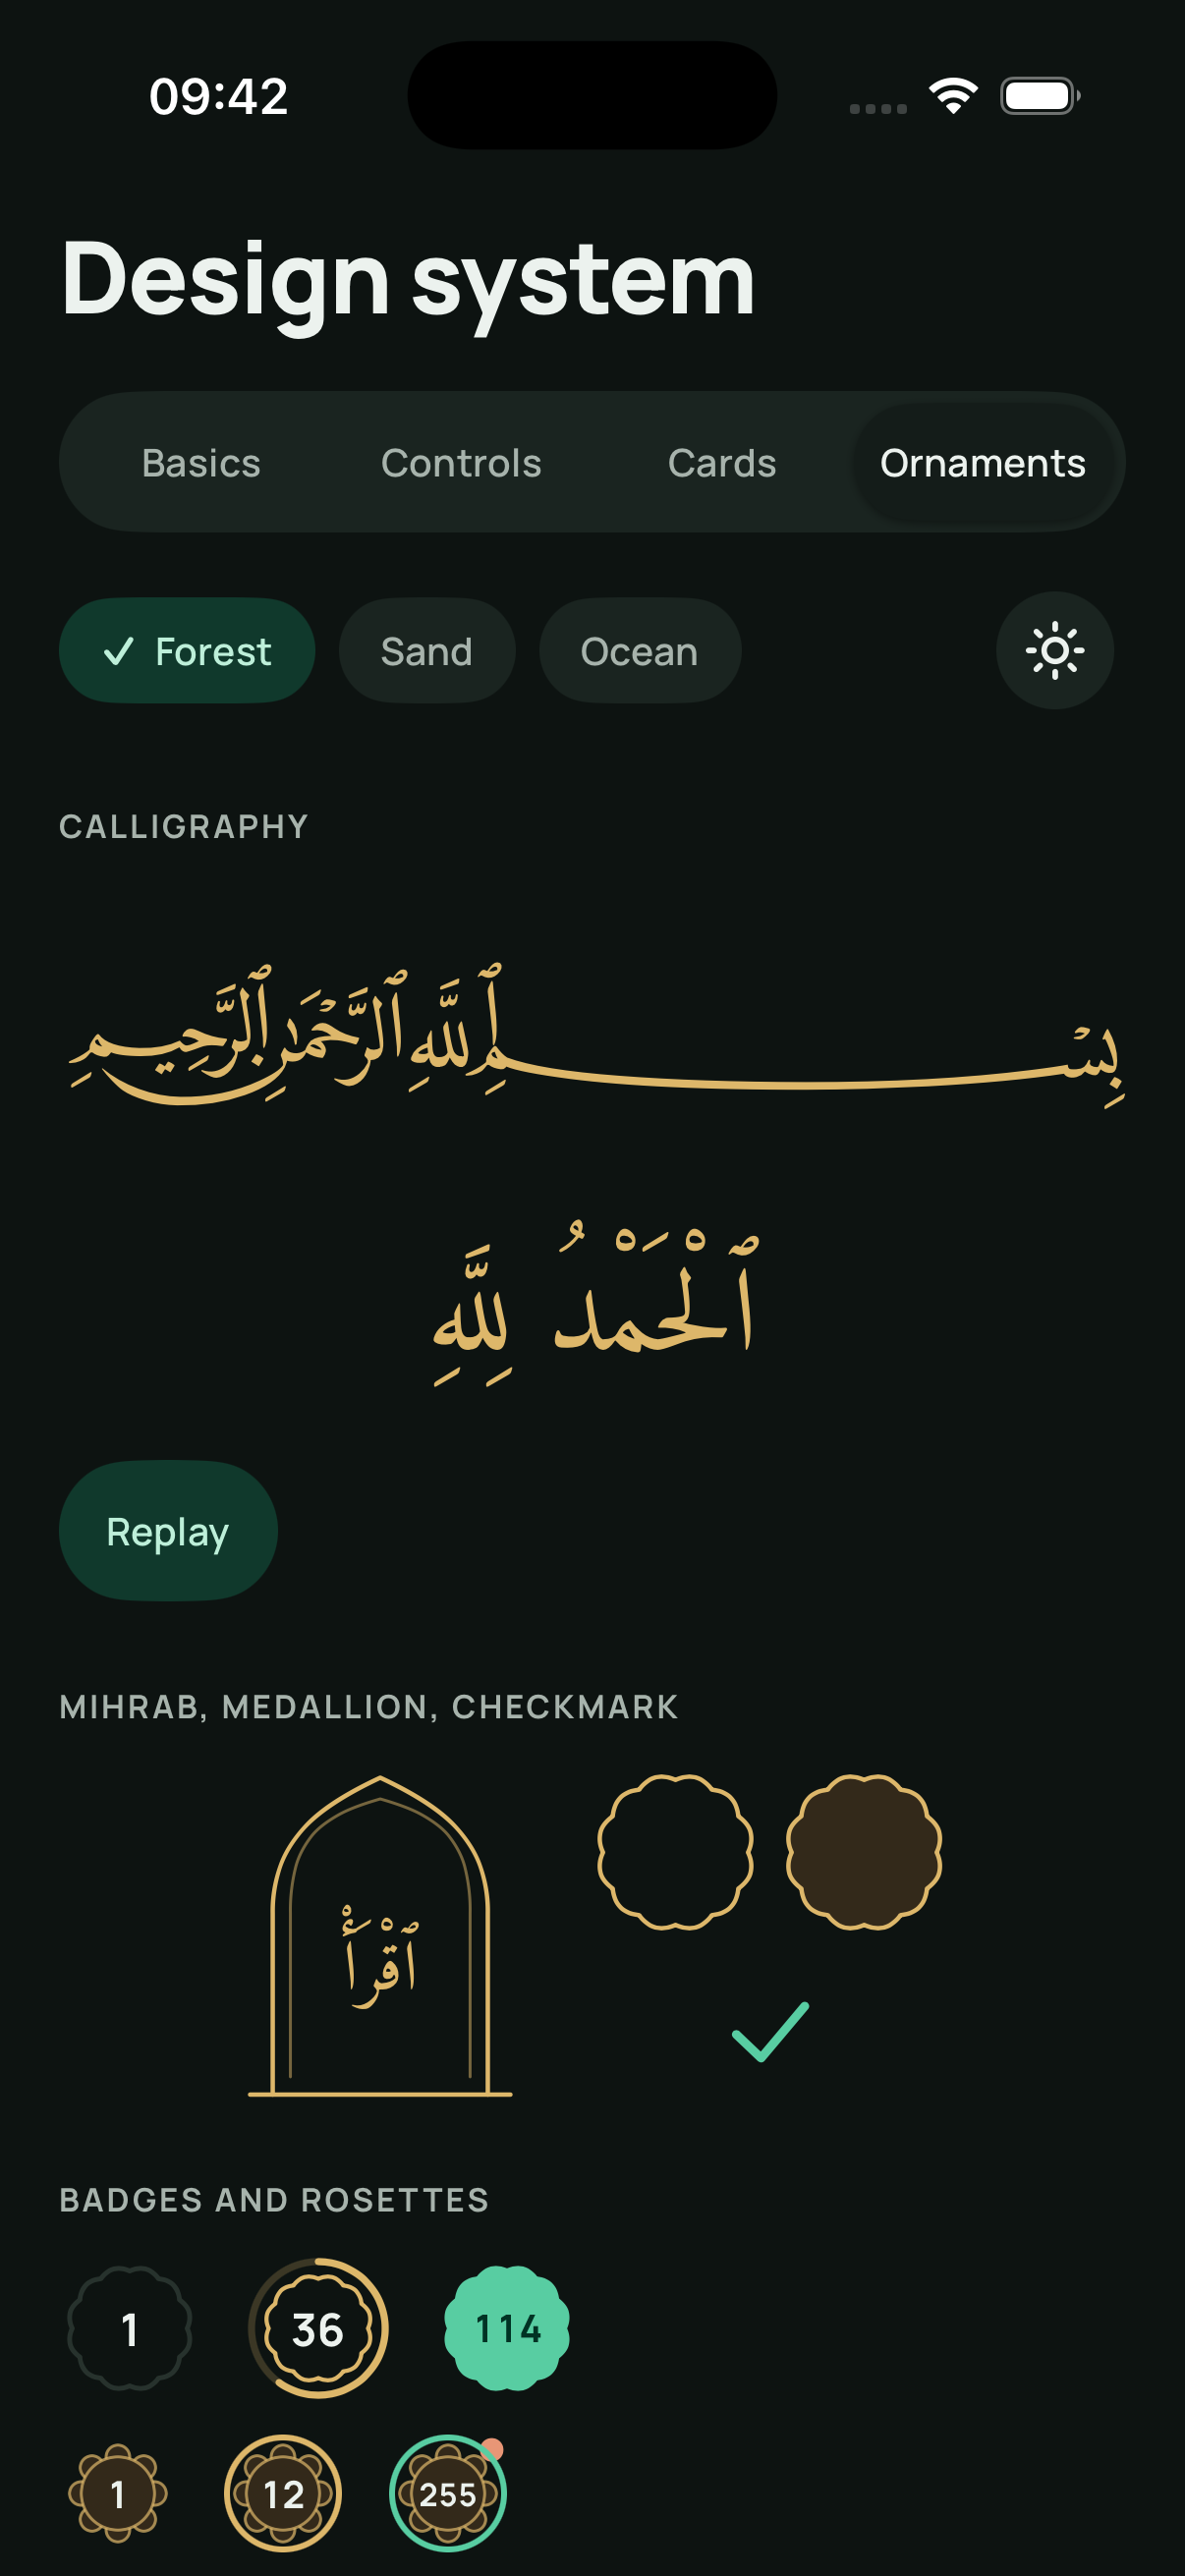 09:42
Design system
Basics Controls Cards Ornaments
Forest Sand Ocean
CALLIGRAPHY
بِسْمِ ٱللَّهِ ٱلرَّحْمَٰنِ ٱلرَّحِيمِ
ٱلْحَمْدُ لِلَّهِ
Replay
MIHRAB, MEDALLION, CHECKMARK
ٱقْرَأْ
BADGES AND ROSETTES
1 36 114
1 12 255